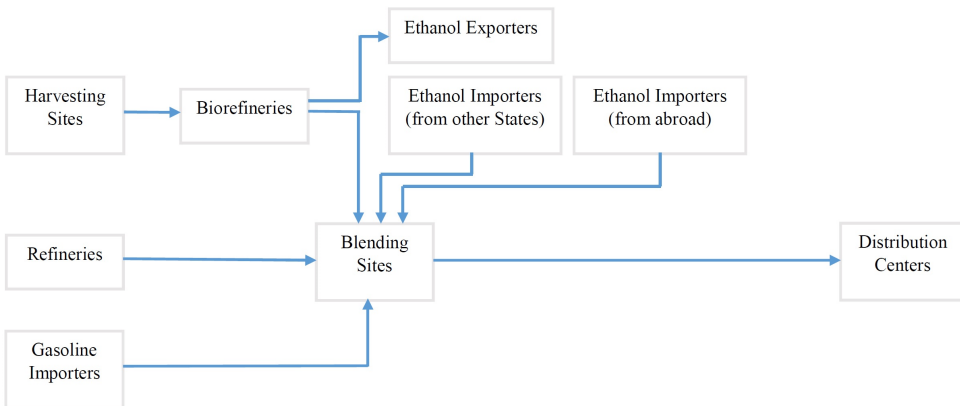 Ethanol Exporters
Harvesting
Sites
Biorefineries
Ethanol Importers
(from other States)
Ethanol Importers
(from abroad)
Refineries
Blending
Sites
Distribution
Centers
Gasoline
Importers